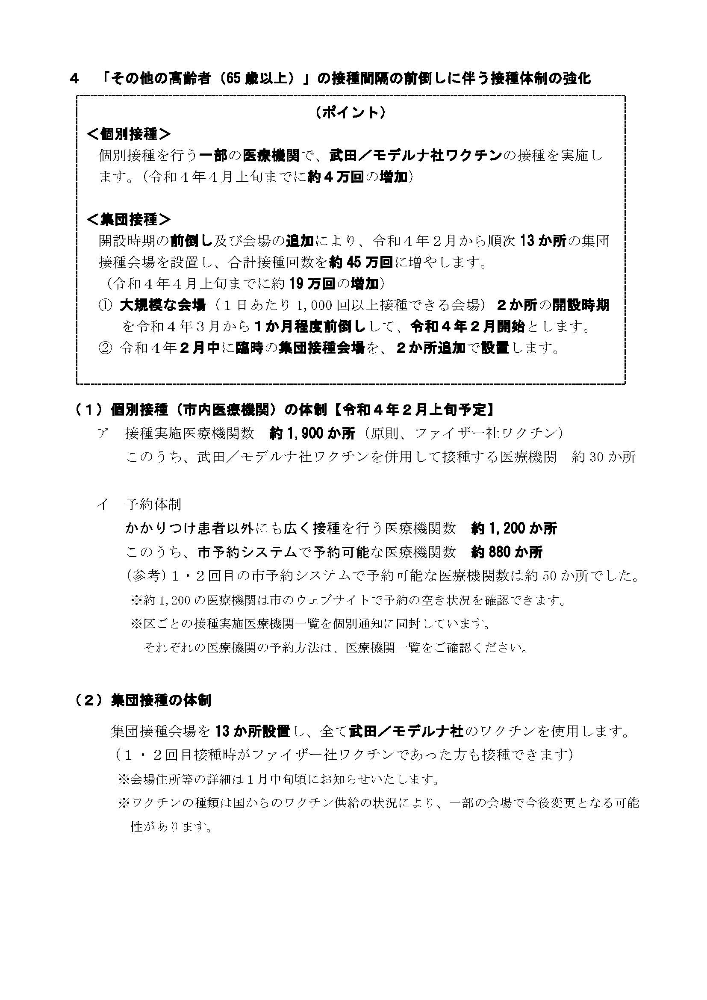 ４　「その他の高齢者（65 歳以上）」の接種間隔の前倒しに伴う接種体制の強化
（ポイント）
＜個別接種＞
個別接種を行う一部の医療機関で、武田／モデルナ社ワクチンの接種を実施し
ます。（令和４年４月上旬までに約４万回の増加）
＜集団接種＞
開設時期の前倒し及び会場の追加により、令和４年２月から順次 13 か所の集団
接種会場を設置し、合計接種回数を約 45 万回に増やします。
（令和４年４月上旬までに約 19 万回の増加）
① 大規模な会場（１日あたり 1,000 回以上接種できる会場）２か所の開設時期
を令和４年３月から１か月程度前倒しして、令和４年２月開始とします。
② 令和４年２月中に臨時の集団接種会場を、２か所追加で設置します。
（１）個別接種（市内医療機関）の体制【令和４年２月上旬予定】
ア　接種実施医療機関数　約 1,900 か所（原則、ファイザー社ワクチン）
このうち、武田／モデルナ社ワクチンを併用して接種する医療機関　約 30 か所
イ　予約体制
かかりつけ患者以外にも広く接種を行う医療機関数　約 1,200 か所
このうち、市予約システムで予約可能な医療機関数　約 880 か所
(参考)１・２回目の市予約システムで予約可能な医療機関数は約 50 か所でした。
※約 1,200 の医療機関は市のウェブサイトで予約の空き状況を確認できます。
※区ごとの接種実施医療機関一覧を個別通知に同封しています。
それぞれの医療機関の予約方法は、医療機関一覧をご確認ください。
（２）集団接種の体制
集団接種会場を 13 か所設置し、全て武田／モデルナ社のワクチンを使用します。
（１・２回目接種時がファイザー社ワクチンであった方も接種できます）
※会場住所等の詳細は１月中旬頃にお知らせいたします。
※ワクチンの種類は国からのワクチン供給の状況により、一部の会場で今後変更となる可能
性があります。